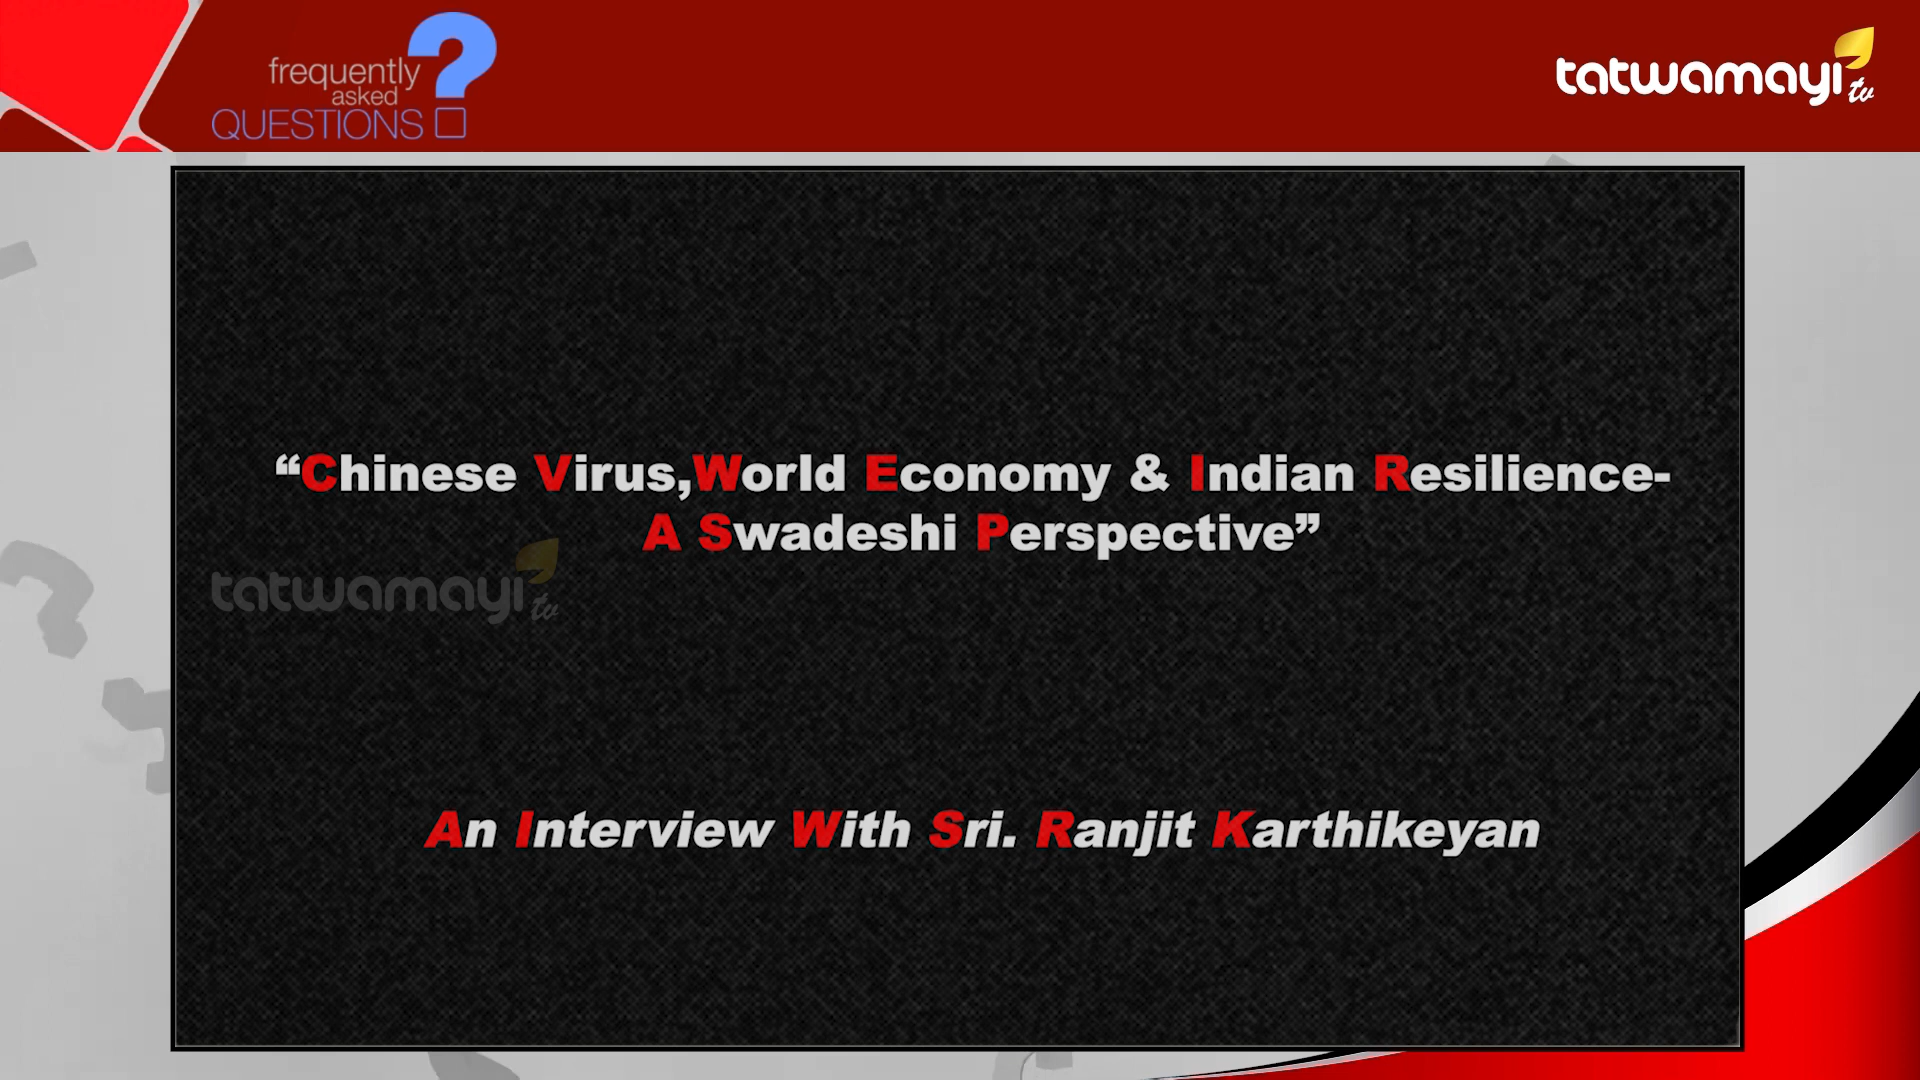 frequently
asked
QUESTIONS
tatwamayi
tv
“Chinese Virus,World Economy & Indian Resilience-
A Swadeshi Perspective”
tatwamayi
tv
An Interview With Sri. Ranjit Karthikeyan